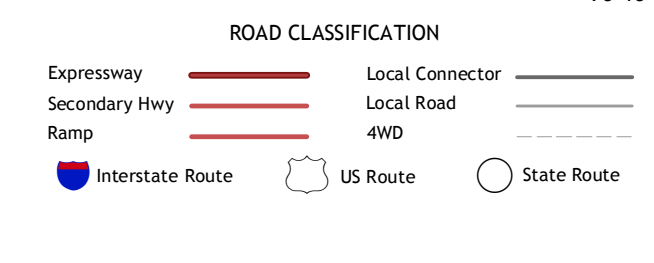 ROAD CLASSIFICATION
Expressway
Local Connector
Secondary Hwy
Local Road
Ramp
4WD
Interstate Route
US Route
State Route